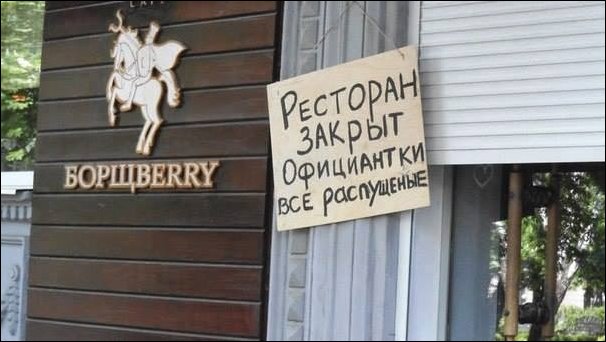 БОРЩBERRY
РЕСТОРАН
ЗАКРЫТ
ОФИЦИАНТКИ
ВСЕ РАСПУЩЕНЫЕ